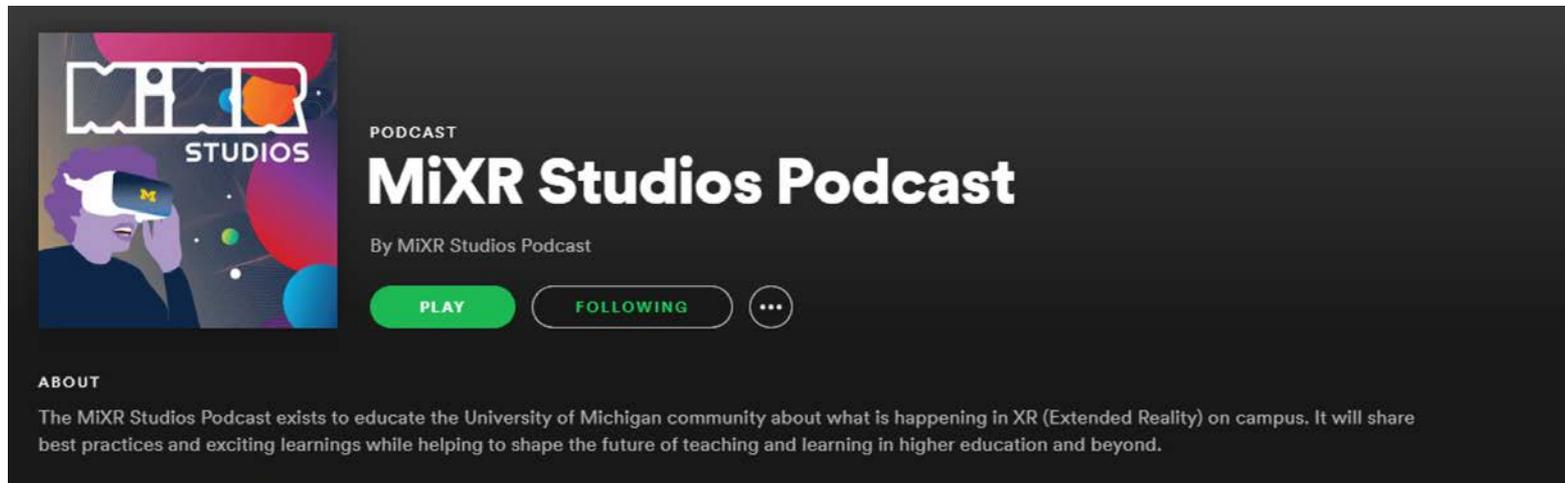 MiXR
STUDIOS
M
PODCAST
MiXR Studios Podcast
By MiXR Studios Podcast
PLAY
FOLLOWING
ABOUT
The MiXR Studios Podcast exists to educate the University of Michigan community about what is happening in XR (Extended Reality) on campus. It will share
best practices and exciting learnings while helping to shape the future of teaching and learning in higher education and beyond.